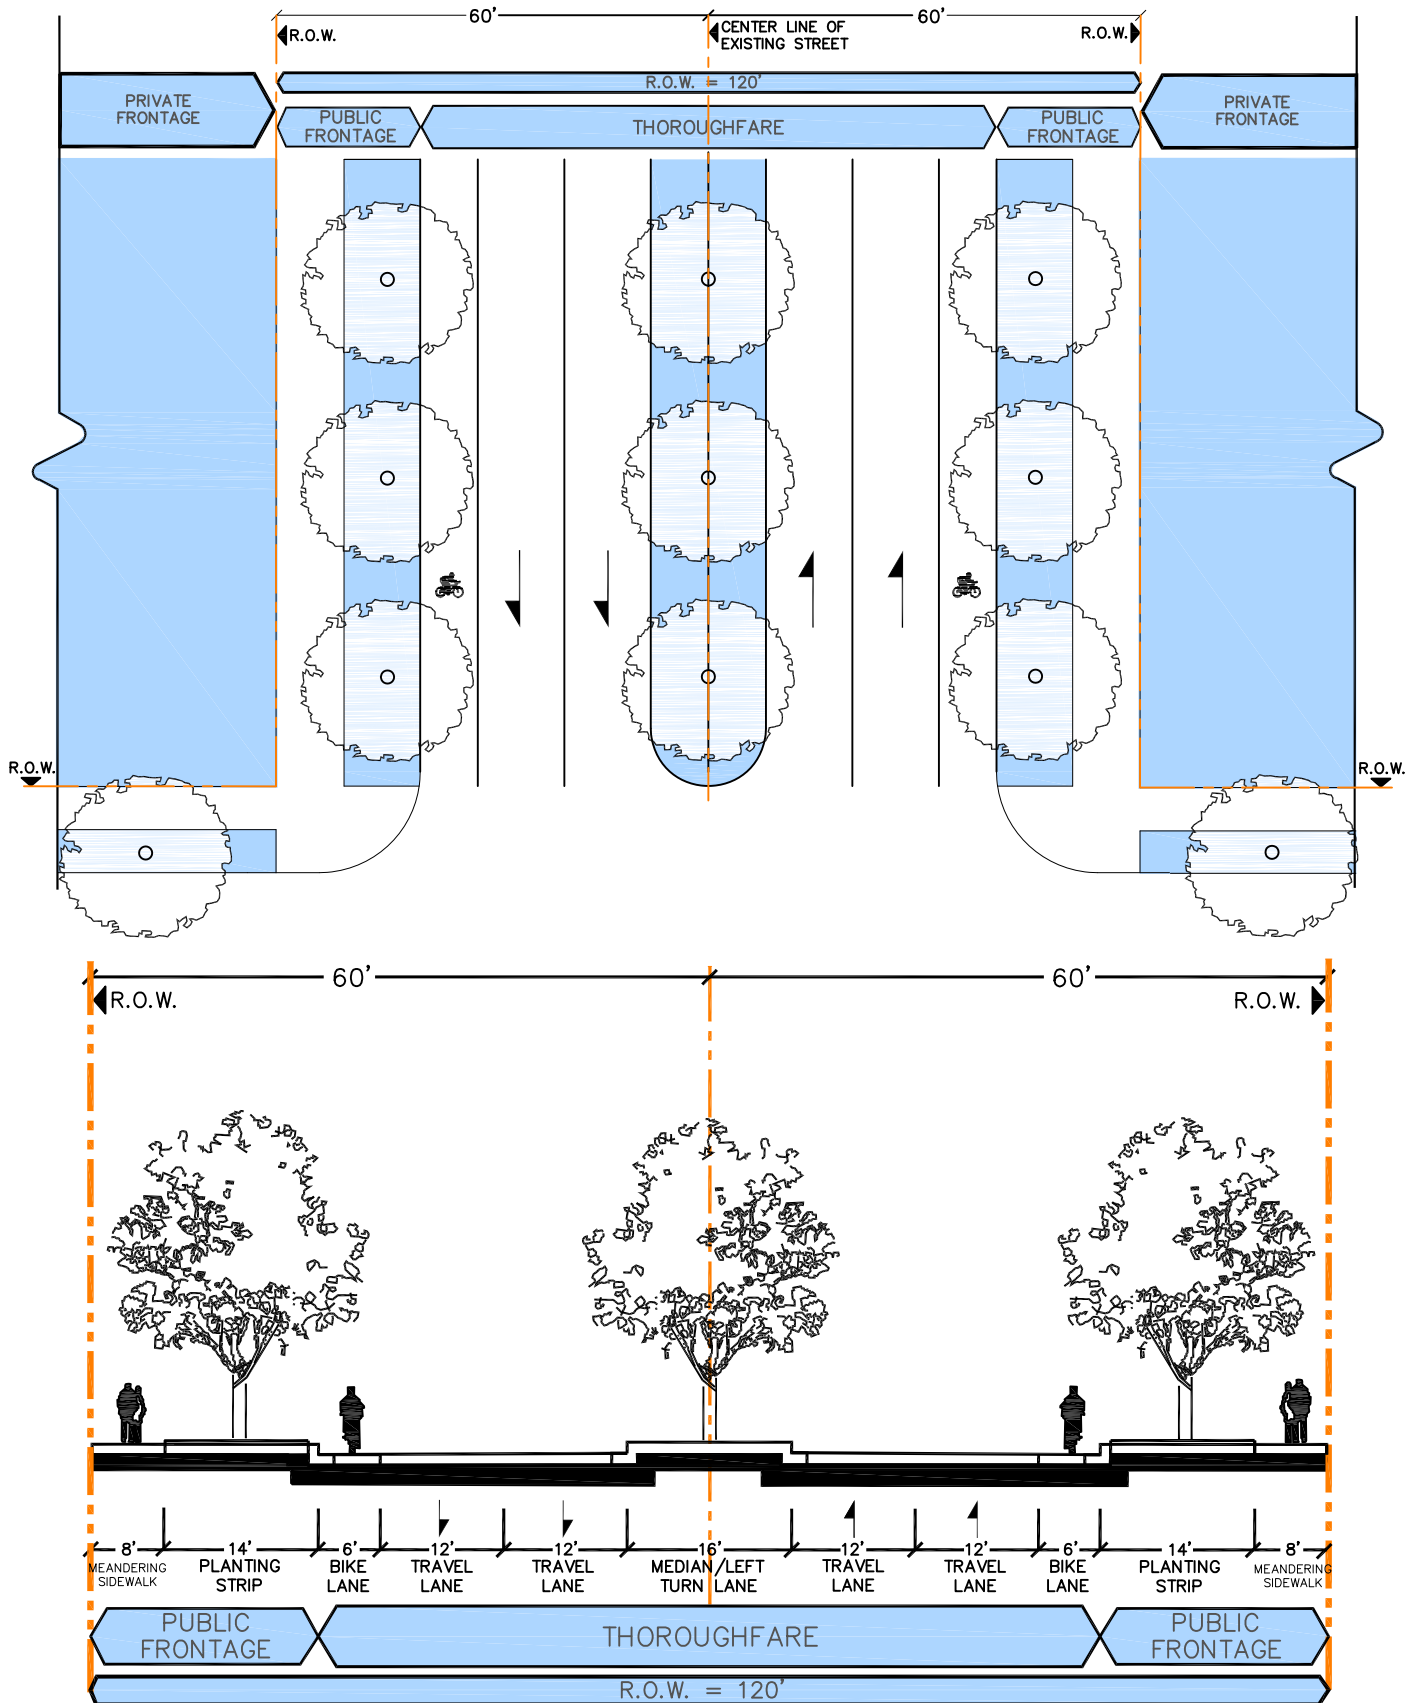 60' 60'
R.O.W. CENTER LINE OF R.O.W.
EXISTING STREET
R.O.W. = 120'
PRIVATE
FRONTAGE
PUBLIC
FRONTAGE
THOROUGHFARE
PUBLIC
FRONTAGE
PRIVATE
FRONTAGE
R.O.W. R.O.W.
60' 60'
R.O.W. R.O.W.
8' 14' 6' 12' 12' 16' 12' 12' 6' 14' 8'
MEANDERING
SIDEWALK
PLANTING
STRIP
BIKE
LANE
TRAVEL
LANE
TRAVEL
LANE
MEDIAN/LEFT
TURN LANE
TRAVEL
LANE
TRAVEL
LANE
BIKE
LANE
PLANTING
STRIP
MEANDERING
SIDEWALK
PUBLIC
FRONTAGE
THOROUGHFARE
PUBLIC
FRONTAGE
R.O.W. = 120'